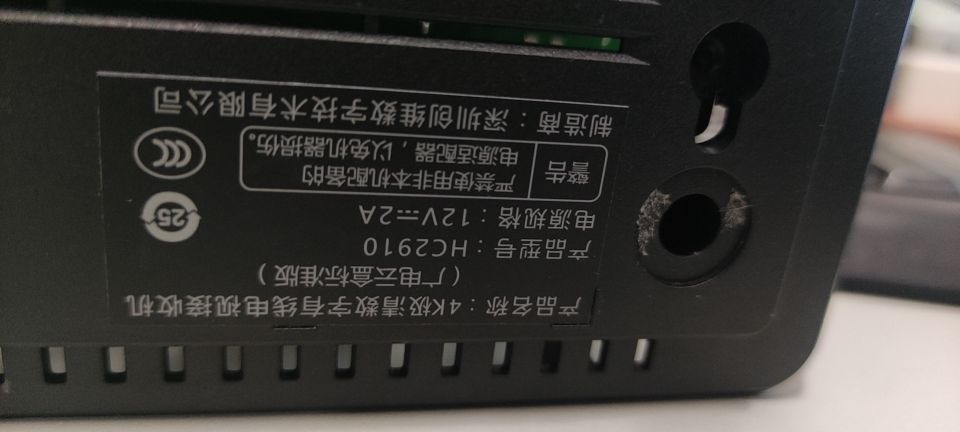 产品名称：4K极清数字有线电视接收机
（广电云盒标准版）
产品型号：HC2910
电源规格：12V⎓2A
警告
严禁使用非本机配备的
电源适配器，以免机器损伤。
制造商：深圳创维数字技术有限公司
25
CCC